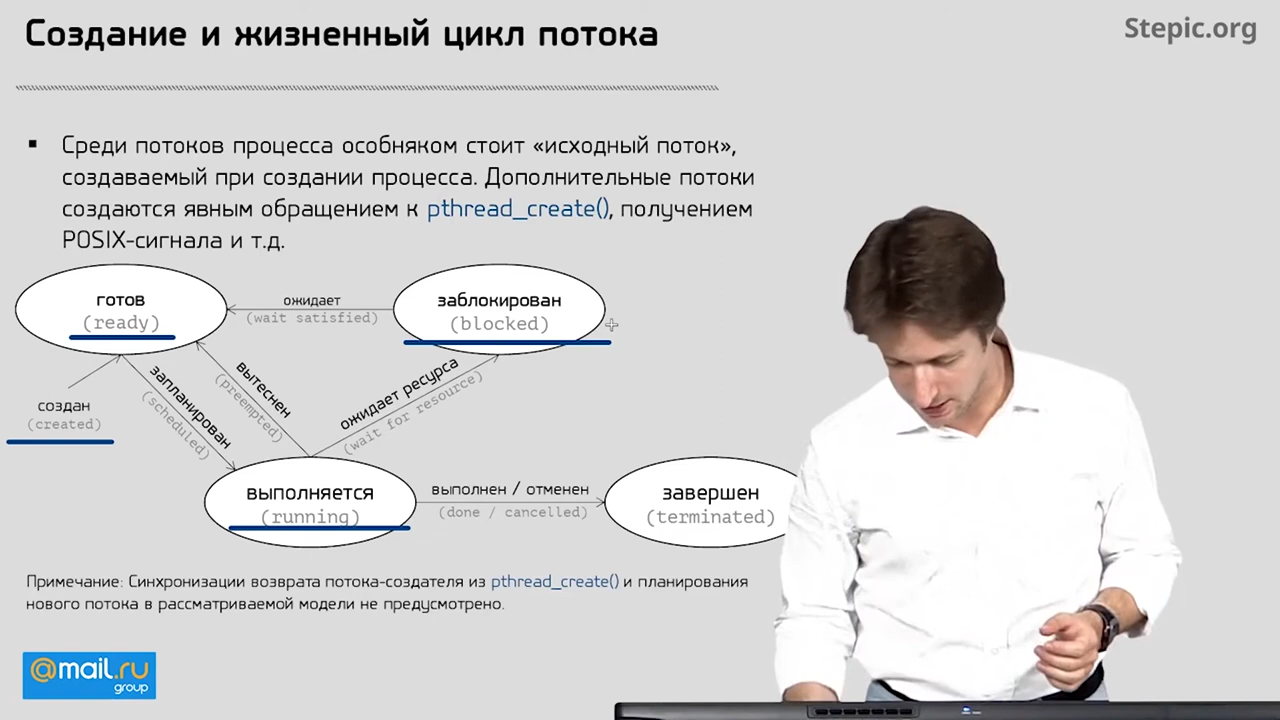 Создание и жизненный цикл потока
Stepic.org
Среди потоков процесса особняком стоит «исходный поток»,
создаваемый при создании процесса. Дополнительные потоки
создаются явным обращением к pthread_create(), получением
POSIX-сигнала и т.д.
готов
(ready)
ожидает
(wait satisfied)
заблокирован
(blocked)
создан
(created)
запланирован
(scheduled)
вытеснен
(preempted)
ожидает ресурса
(wait for resource)
выполняется
(running)
выполнен / отменен
(done / cancelled)
завершен
(terminated)
Примечание: Синхронизации возврата потока-создателя из pthread_create() и планирования
нового потока в рассматриваемой модели не предусмотрено.
@mail.ru
group